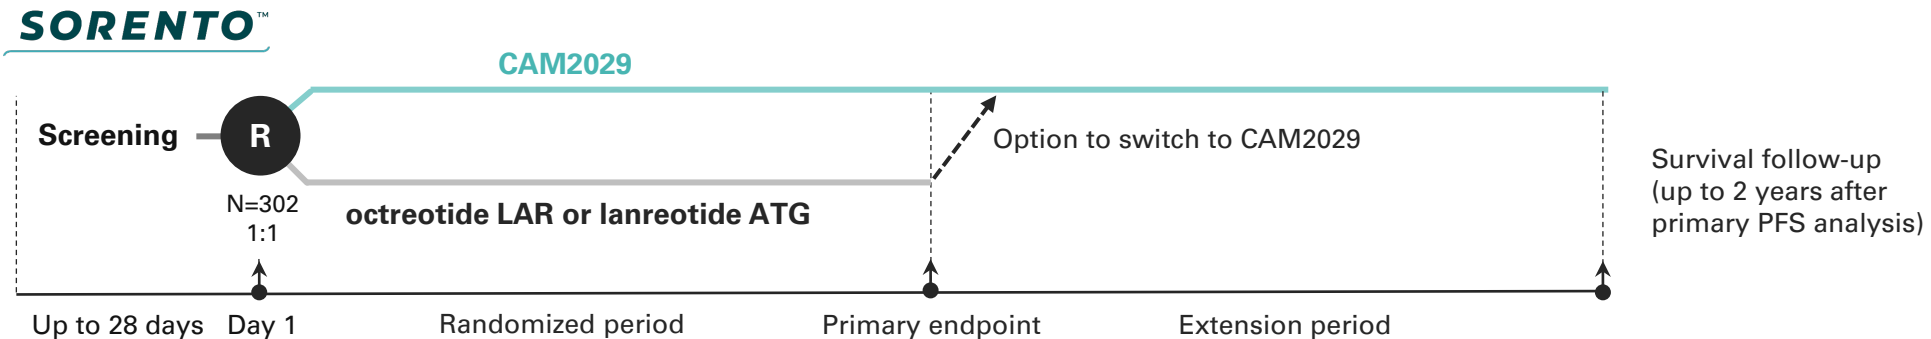 SORENTO™
CAM2029
Screening
R
Option to switch to CAM2029
N=302
1:1
octreotide LAR or lanreotide ATG
Survival follow-up
(up to 2 years after
primary PFS analysis)
Up to 28 days
Day 1
Randomized period
Primary endpoint
Extension period